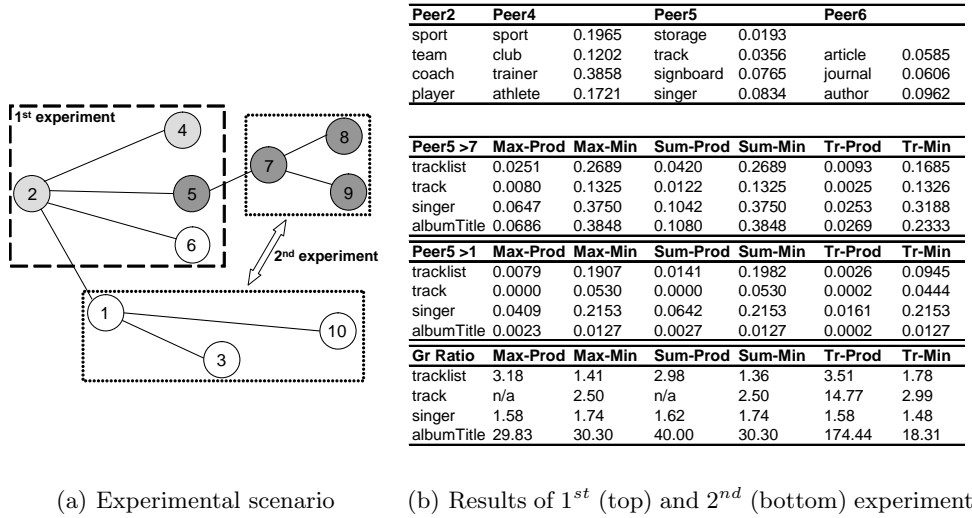 1st experiment
4
2
5
6
7
8
9
2nd experiment
1
10
3
Peer2 Peer4 Peer5 Peer6
sport sport 0.1965 storage 0.0193
team club 0.1202 track 0.0356 article 0.0585
coach trainer 0.3858 signboard 0.0765 journal 0.0606
player athlete 0.1721 singer 0.0834 author 0.0962
Peer5 >7 Max-Prod Max-Min Sum-Prod Sum-Min Tr-Prod Tr-Min
tracklist 0.0251 0.2689 0.0420 0.2689 0.0093 0.1685
track 0.0080 0.1325 0.0122 0.1325 0.0025 0.1326
singer 0.0647 0.3750 0.1042 0.3750 0.0253 0.3188
albumTitle 0.0686 0.3848 0.1080 0.3848 0.0269 0.2333
Peer5 >1 Max-Prod Max-Min Sum-Prod Sum-Min Tr-Prod Tr-Min
tracklist 0.0079 0.1907 0.0141 0.1982 0.0026 0.0945
track 0.0000 0.0530 0.0000 0.0530 0.0002 0.0444
singer 0.0409 0.2153 0.0642 0.2153 0.0161 0.2153
albumTitle 0.0023 0.0127 0.0027 0.0127 0.0002 0.0127
Gr Ratio Max-Prod Max-Min Sum-Prod Sum-Min Tr-Prod Tr-Min
tracklist 3.18 1.41 2.98 1.36 3.51 1.78
track n/a 2.50 n/a 2.50 14.77 2.99
singer 1.58 1.74 1.62 1.74 1.58 1.48
albumTitle 29.83 30.30 40.00 30.30 174.44 18.31
(a) Experimental scenario
(b) Results of 1st (top) and 2nd (bottom) experiment